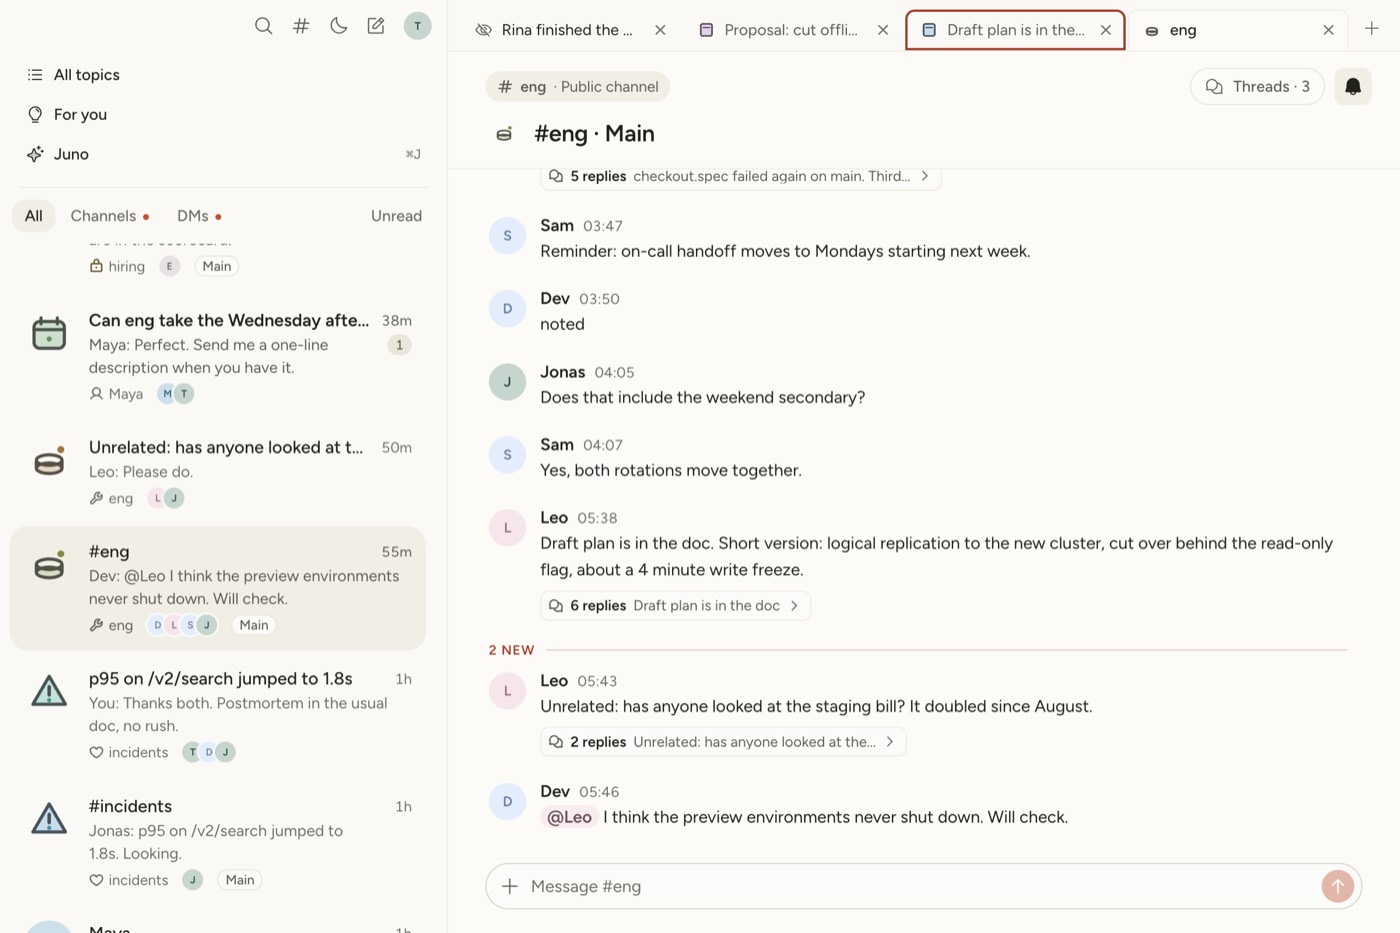 T
All topics
For you
Juno ⌘J
All Channels DMs Unread
are in the scorecard.
hiring E Main
Can eng take the Wednesday afte... 38m
Maya: Perfect. Send me a one-line 1
description when you have it.
Maya M T
Unrelated: has anyone looked at t... 50m
Leo: Please do.
eng L J
#eng 55m
Dev: @Leo I think the preview environments
never shut down. Will check.
eng D L S J Main
p95 on /v2/search jumped to 1.8s 1h
You: Thanks both. Postmortem in the usual
doc, no rush.
incidents T D J
#incidents 1h
Jonas: p95 on /v2/search jumped to
1.8s. Looking.
incidents J Main
Maya 1h
Rina finished the ... Proposal: cut offli... Draft plan is in the... eng
# eng · Public channel Threads · 3
#eng · Main
5 replies checkout.spec failed again on main. Third...
S Sam 03:47
Reminder: on-call handoff moves to Mondays starting next week.
D Dev 03:50
noted
J Jonas 04:05
Does that include the weekend secondary?
S Sam 04:07
Yes, both rotations move together.
L Leo 05:38
Draft plan is in the doc. Short version: logical replication to the new cluster, cut over behind the read-only
flag, about a 4 minute write freeze.
6 replies Draft plan is in the doc
2 NEW
L Leo 05:43
Unrelated: has anyone looked at the staging bill? It doubled since August.
2 replies Unrelated: has anyone looked at the...
D Dev 05:46
@Leo I think the preview environments never shut down. Will check.
Message #eng